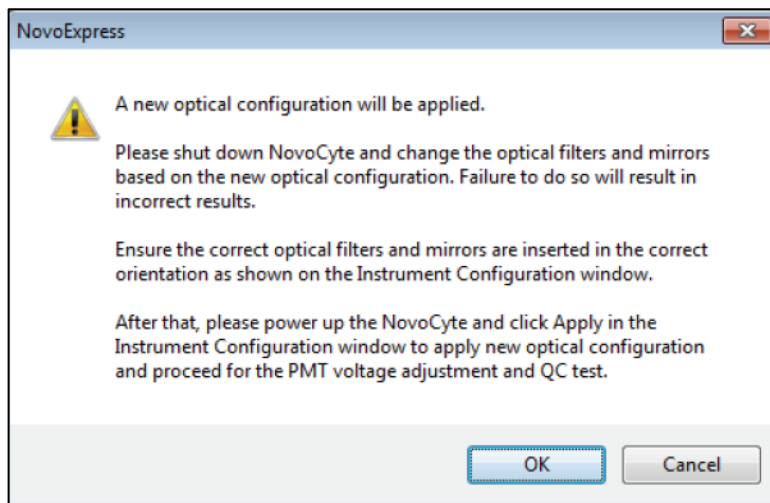 NovoExpress
A new optical configuration will be applied.
Please shut down NovoCyte and change the optical filters and mirrors
based on the new optical configuration. Failure to do so will result in
incorrect results.
Ensure the correct optical filters and mirrors are inserted in the correct
orientation as shown on the Instrument Configuration window.
After that, please power up the NovoCyte and click Apply in the
Instrument Configuration window to apply new optical configuration
and proceed for the PMT voltage adjustment and QC test.
OK
Cancel